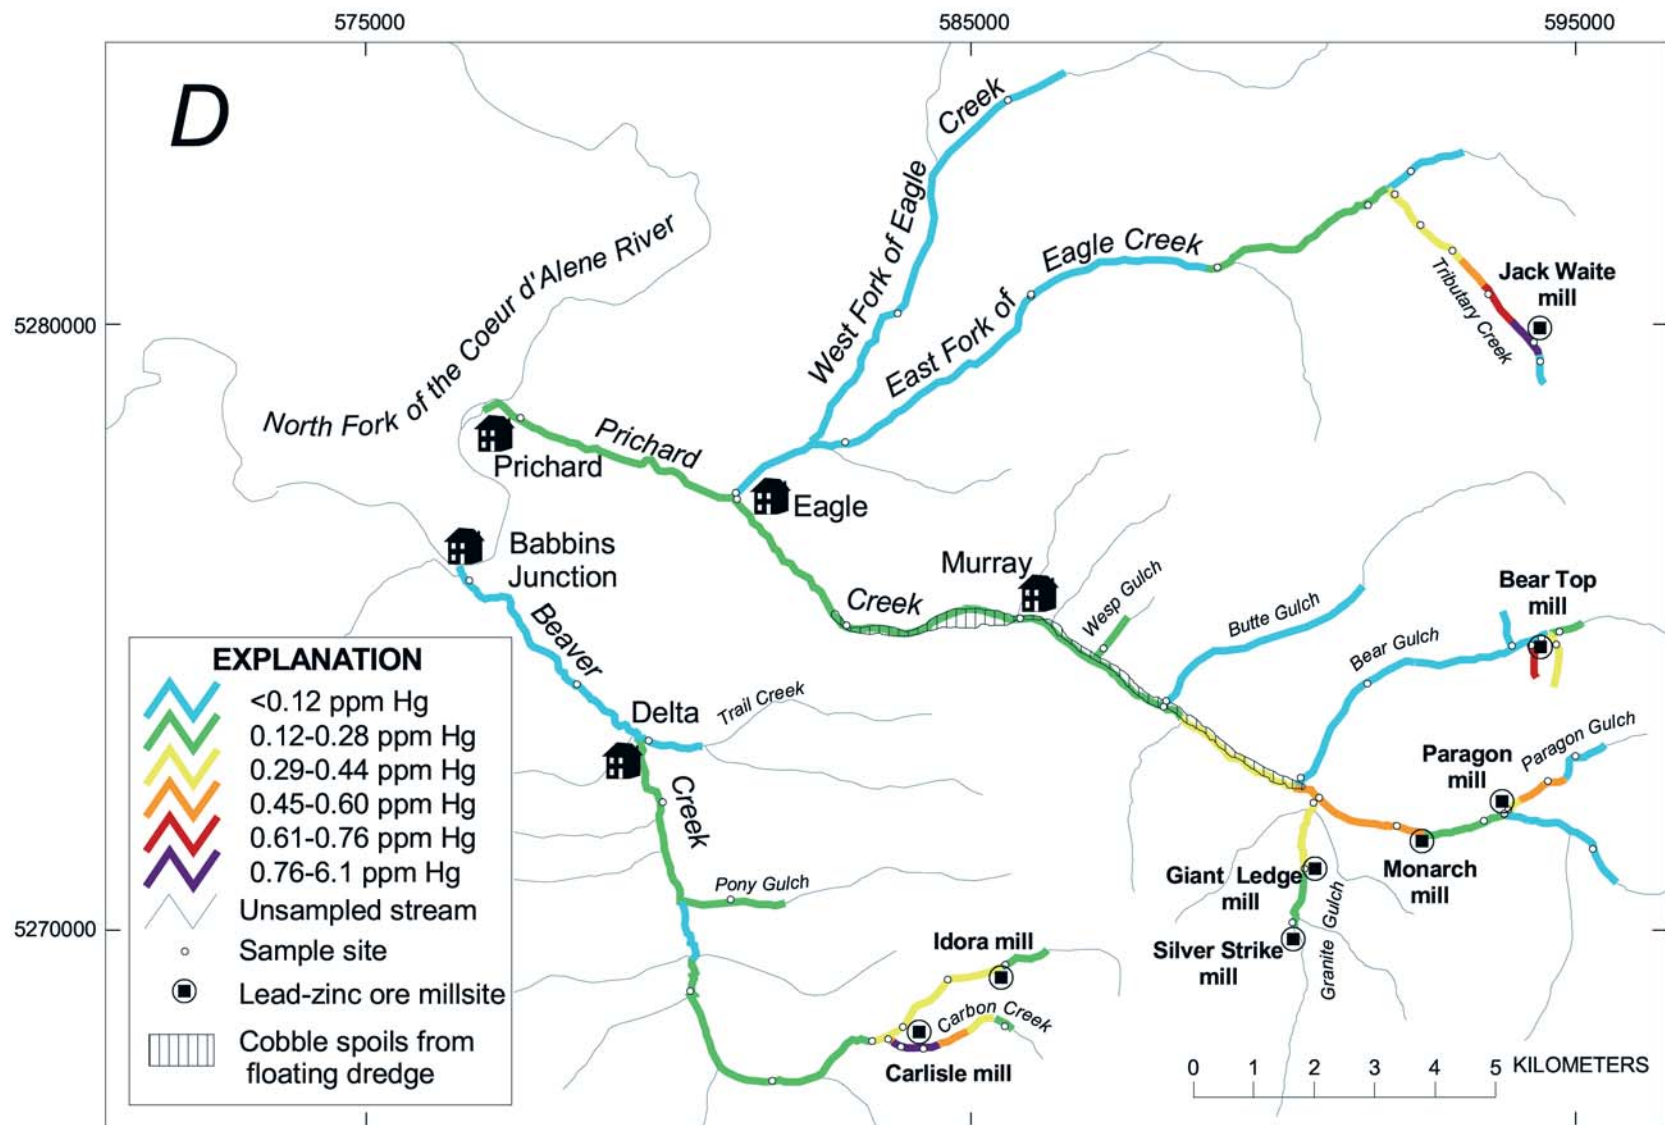 575000
585000
595000
D
5280000
5270000
West Fork of Eagle Creek
East Fork of Eagle Creek
Tributary Creek
Jack Waite
mill
North Fork of the Coeur d'Alene River
Prichard
Prichard
Creek
Eagle
Babbins
Junction
Murray
Wesp Gulch
Butte Gulch
Bear Gulch
Bear Top
mill
Beaver
Creek
Delta
Trail Creek
Pony Gulch
Paragon
mill
Paragon Gulch
Monarch
mill
Giant Ledge
mill
Silver Strike
mill
Granite Gulch
Idora mill
Carbon Creek
Carlisle mill
EXPLANATION
<0.12 ppm Hg
0.12-0.28 ppm Hg
0.29-0.44 ppm Hg
0.45-0.60 ppm Hg
0.61-0.76 ppm Hg
0.76-6.1 ppm Hg
Unsampled stream
Sample site
Lead-zinc ore millsite
Cobble spoils from
floating dredge
0 1 2 3 4 5 KILOMETERS